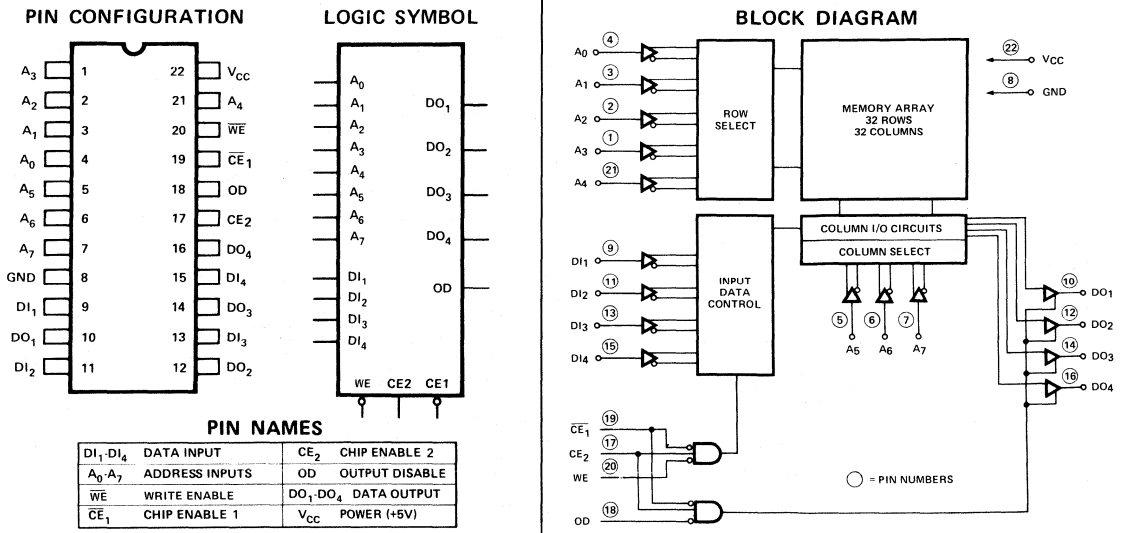 PIN CONFIGURATION
A3 1 22 VCC
A2 2 21 A4
A1 3 20 WE
A0 4 19 CE1
A5 5 18 OD
A6 6 17 CE2
A7 7 16 DO4
GND 8 15 DI4
DI1 9 14 DO3
DO1 10 13 DI3
DI2 11 12 DO2
LOGIC SYMBOL
A0
A1 DO1
A2
A3 DO2
A4
A5 DO3
A6
A7 DO4
DI1 OD
DI2
DI3
DI4
WE CE2 CE1
PIN NAMES
DI1-DI4 DATA INPUT CE2 CHIP ENABLE 2
A0-A7 ADDRESS INPUTS OD OUTPUT DISABLE
WE WRITE ENABLE DO1-DO4 DATA OUTPUT
CE1 CHIP ENABLE 1 VCC POWER (+5V)
BLOCK DIAGRAM
A0 4
A1 3
A2 2
A3 1
A4 21
ROW
SELECT
MEMORY ARRAY
32 ROWS
32 COLUMNS
22 VCC
8 GND
DI1 9
DI2 11
DI3 13
DI4 15
INPUT
DATA
CONTROL
COLUMN I/O CIRCUITS
COLUMN SELECT
5 6 7
A5 A6 A7
10 DO1
12 DO2
14 DO3
16 DO4
CE1 19
CE2 17
WE 20
OD 18
= PIN NUMBERS